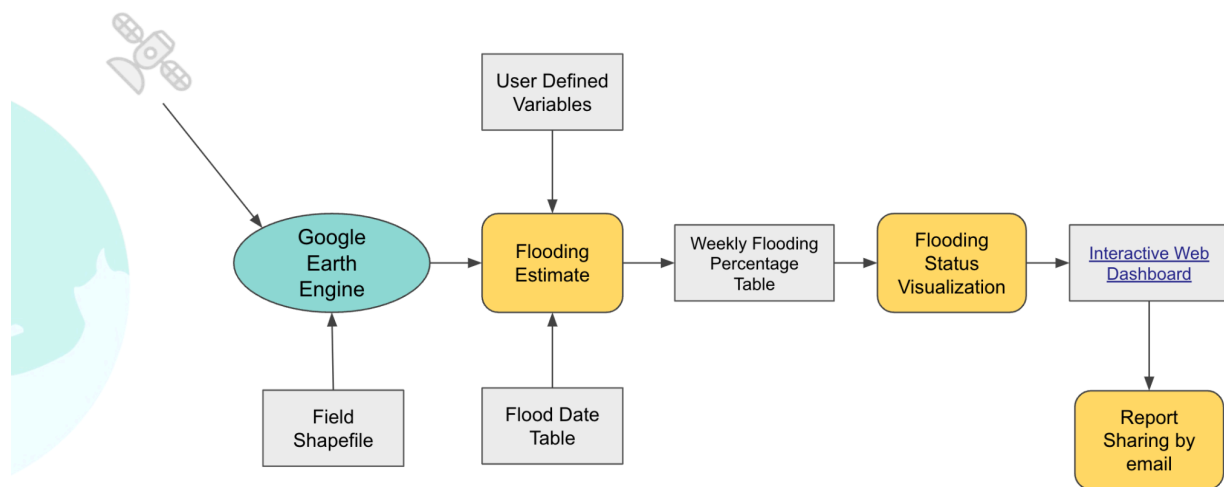 User Defined
Variables
Google
Earth
Engine
Flooding
Estimate
Weekly Flooding
Percentage
Table
Flooding
Status
Visualization
Interactive Web
Dashboard
Field
Shapefile
Flood Date
Table
Report
Sharing by
email